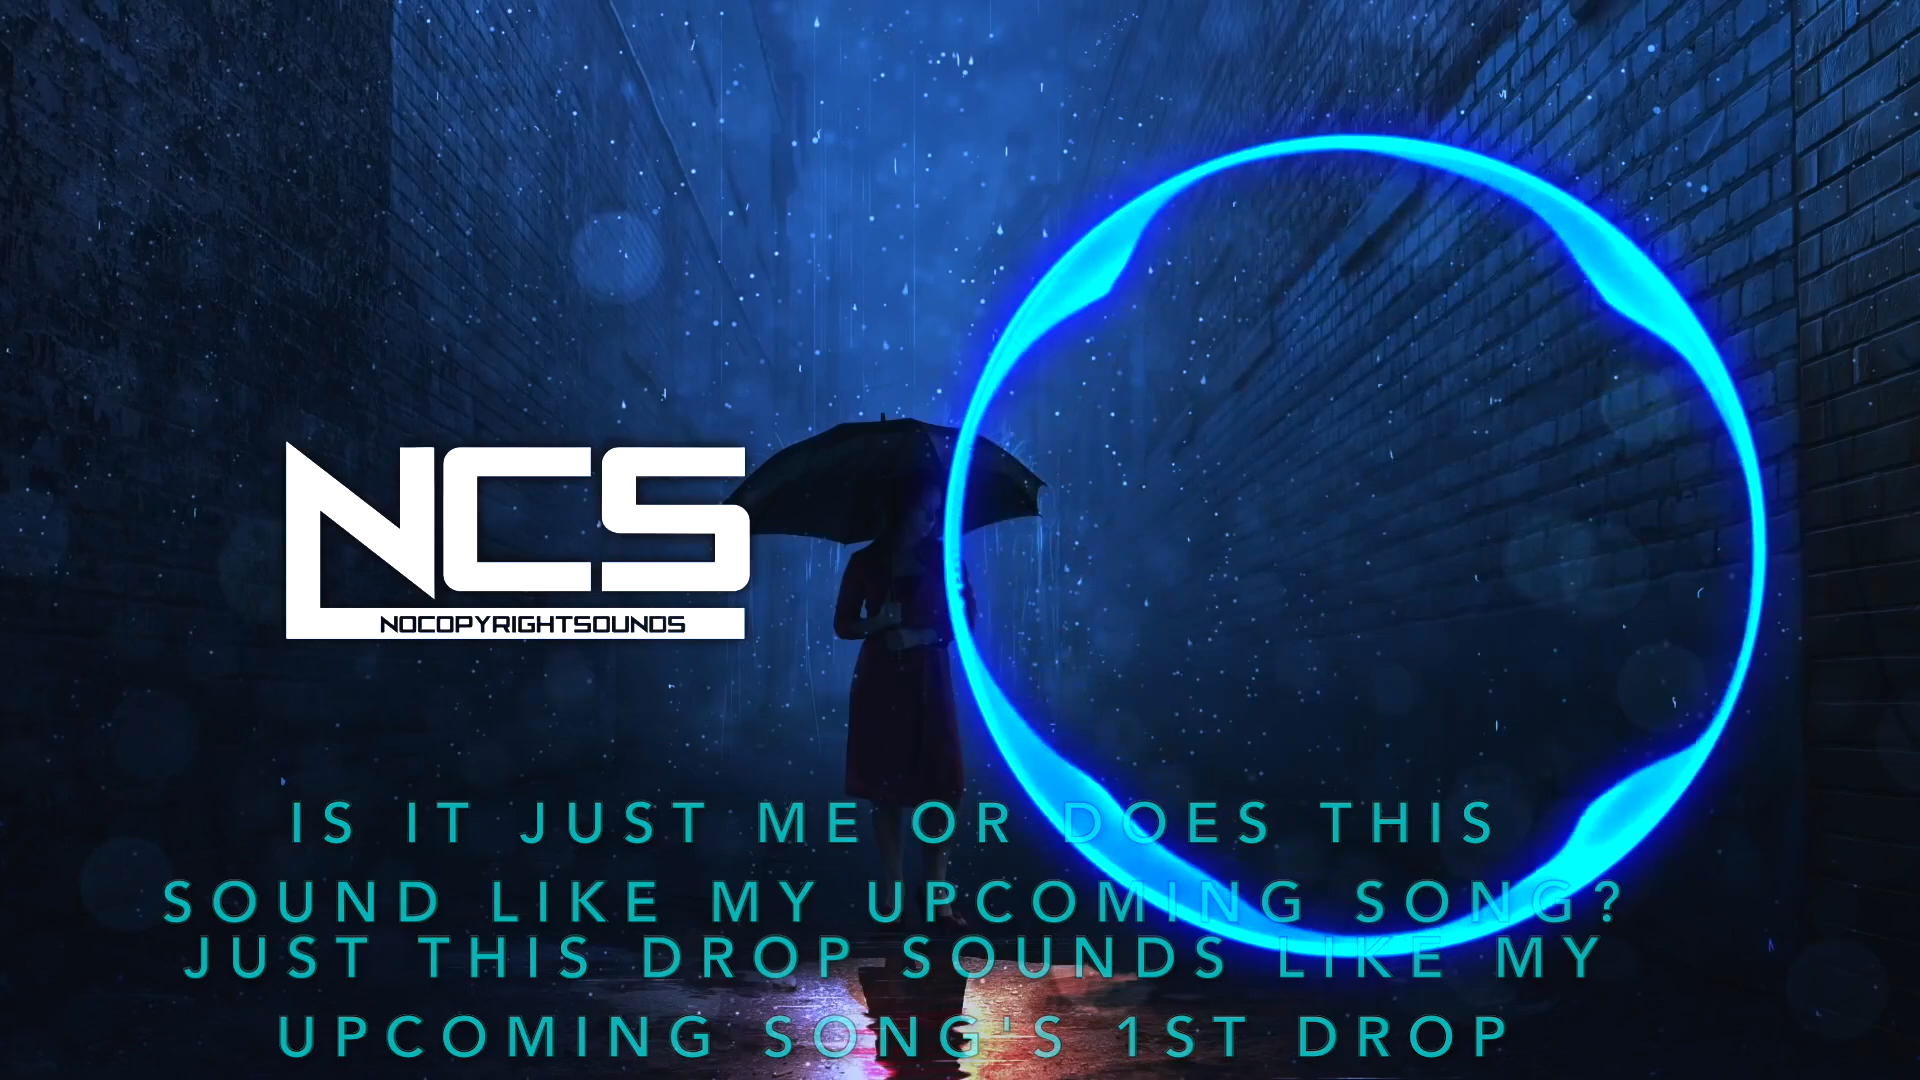 NCS
NOCOPYRIGHTSOUNDS
IS IT JUST ME OR DOES THIS
SOUND LIKE MY UPCOMING SONG?
JUST THIS DROP SOUNDS LIKE MY
UPCOMING SONG'S 1ST DROP